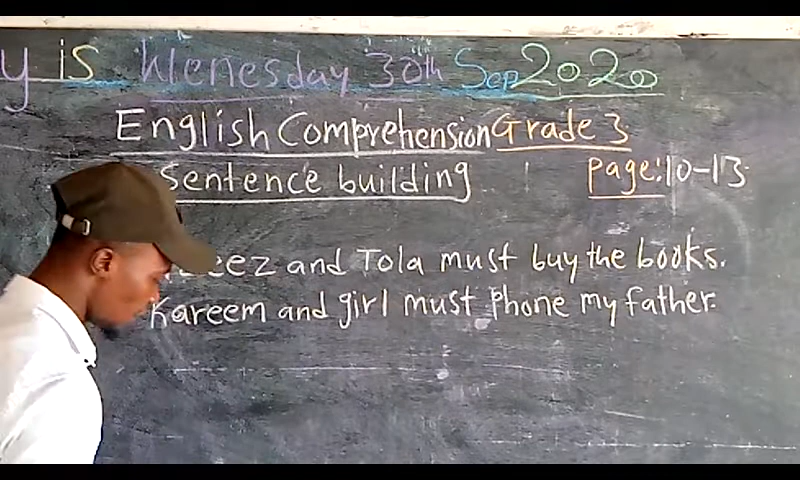 y is Wenesday 30th Sep 2020
English Comprehension Grade 3
Sentence building page: 10-13
and Tola must buy the books.
Kareem and girl must phone my father.